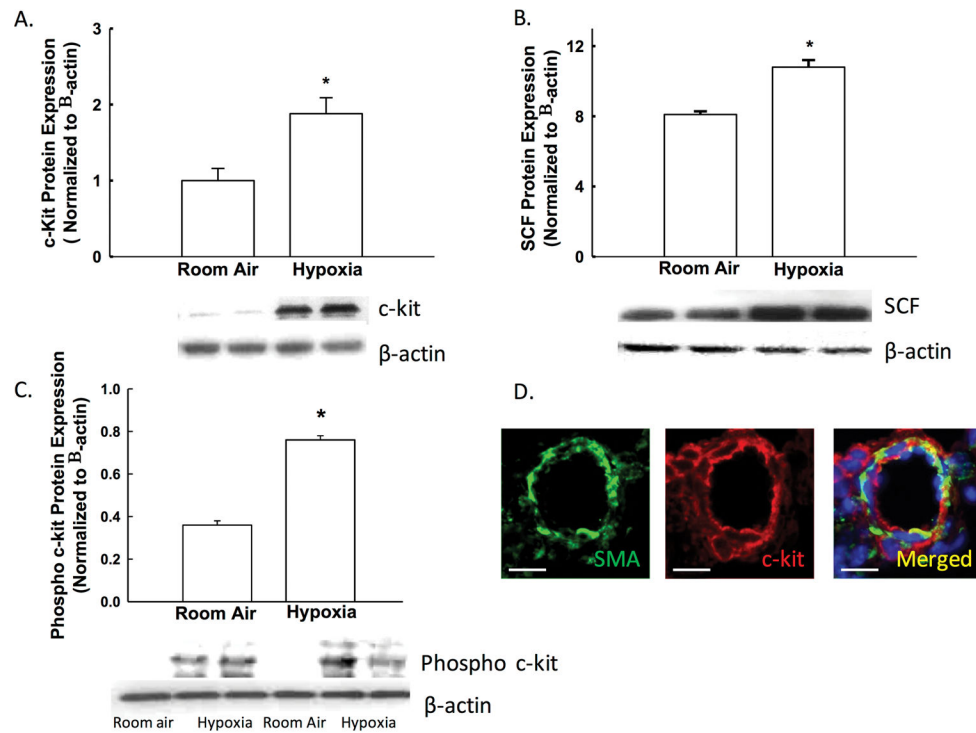 A.
c-Kit Protein Expression
( Normalized to B-actin)
3
2
1
0
*
Room Air Hypoxia
c-kit
β-actin
B.
SCF Protein Expression
(Normalized to B-actin)
12
8
4
0
*
Room Air Hypoxia
SCF
β-actin
C.
Phospho c-kit Protein Expression
(Normalized to B-actin)
1.0
0.8
0.6
0.4
0.2
0.0
*
Room Air Hypoxia
Phospho c-kit
β-actin
Room air Hypoxia Room Air Hypoxia
D.
SMA
c-kit
Merged